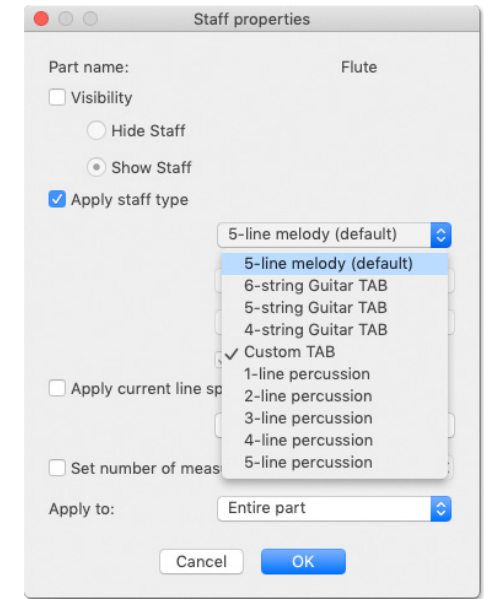 Staff properties
Part name: Flute
Visibility
Hide Staff
Show Staff
Apply staff type
5-line melody (default)
5-line melody (default)
6-string Guitar TAB
5-string Guitar TAB
4-string Guitar TAB
Custom TAB
1-line percussion
Apply current line sp
2-line percussion
3-line percussion
4-line percussion
Set number of meas
5-line percussion
Apply to: Entire part
Cancel OK